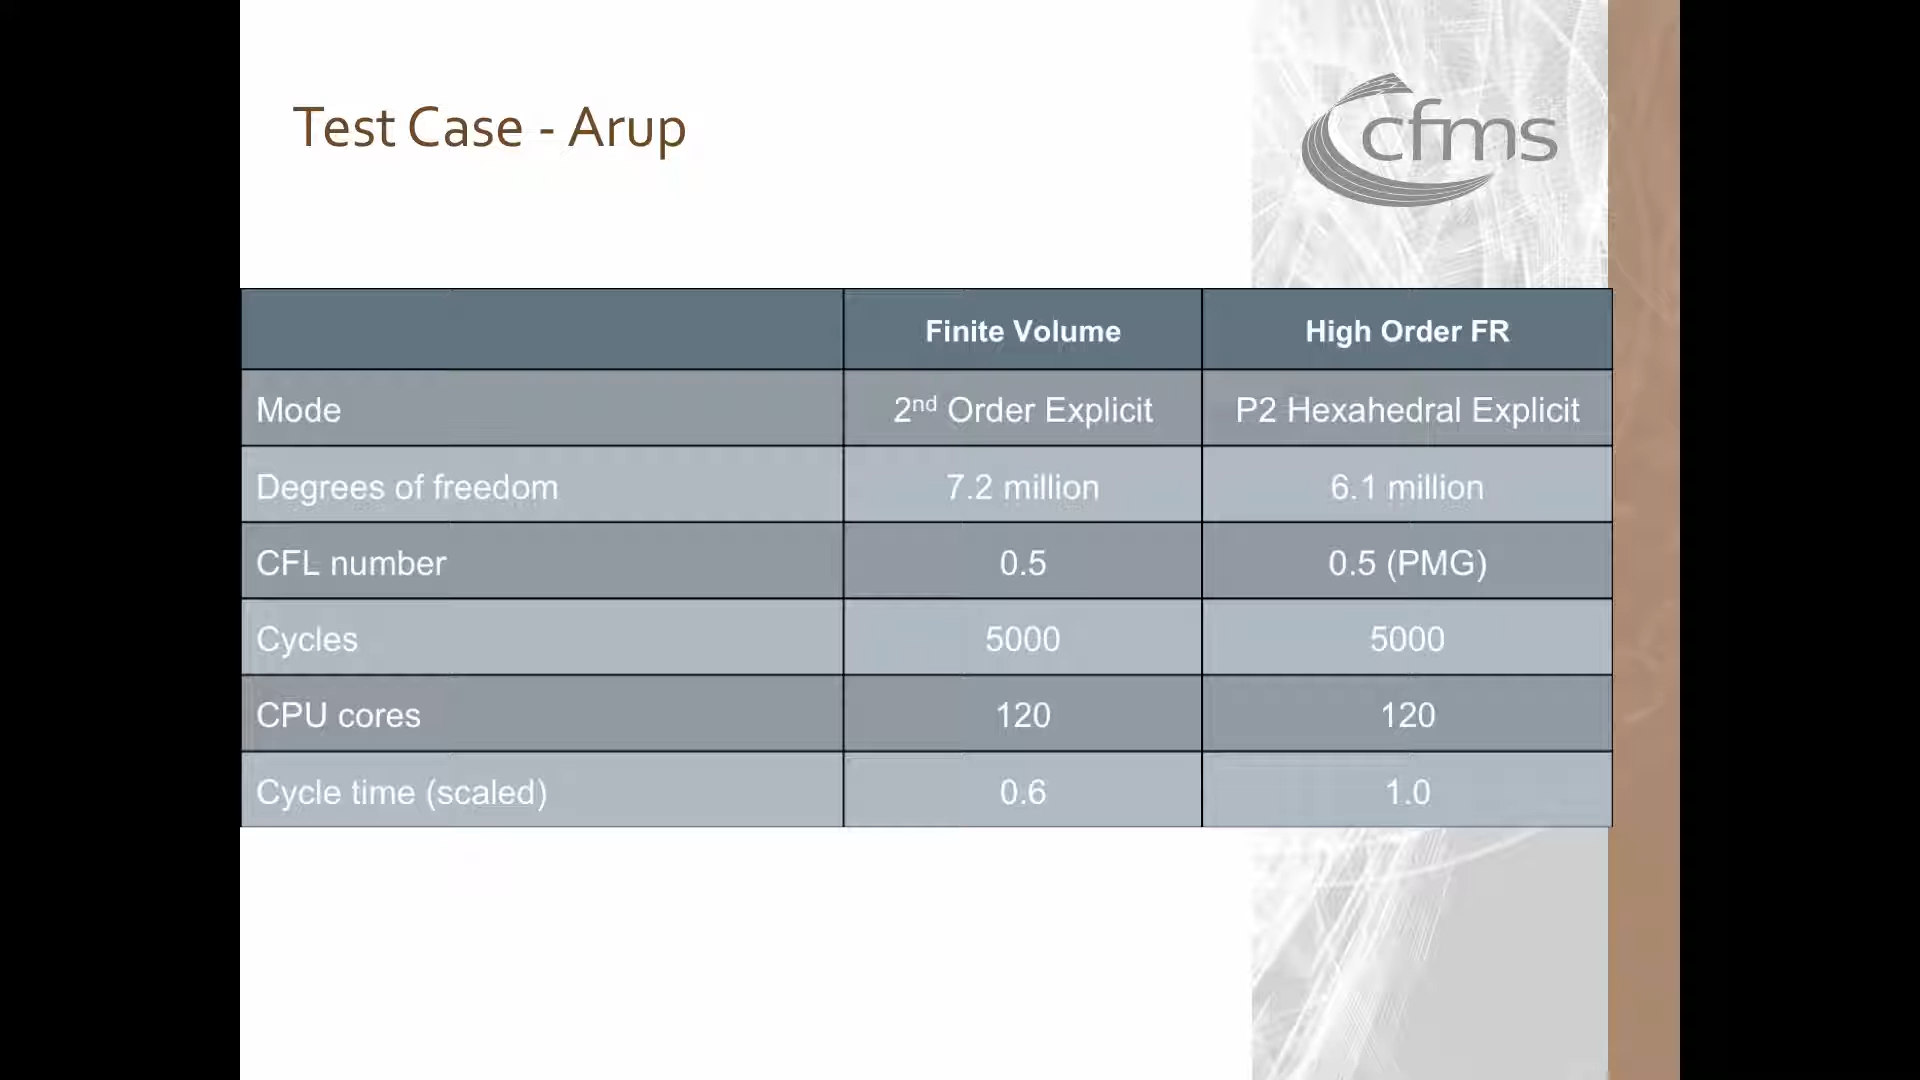 Test Case - Arup
cfms
Finite Volume High Order FR
Mode 2nd Order Explicit P2 Hexahedral Explicit
Degrees of freedom 7.2 million 6.1 million
CFL number 0.5 0.5 (PMG)
Cycles 5000 5000
CPU cores 120 120
Cycle time (scaled) 0.6 1.0